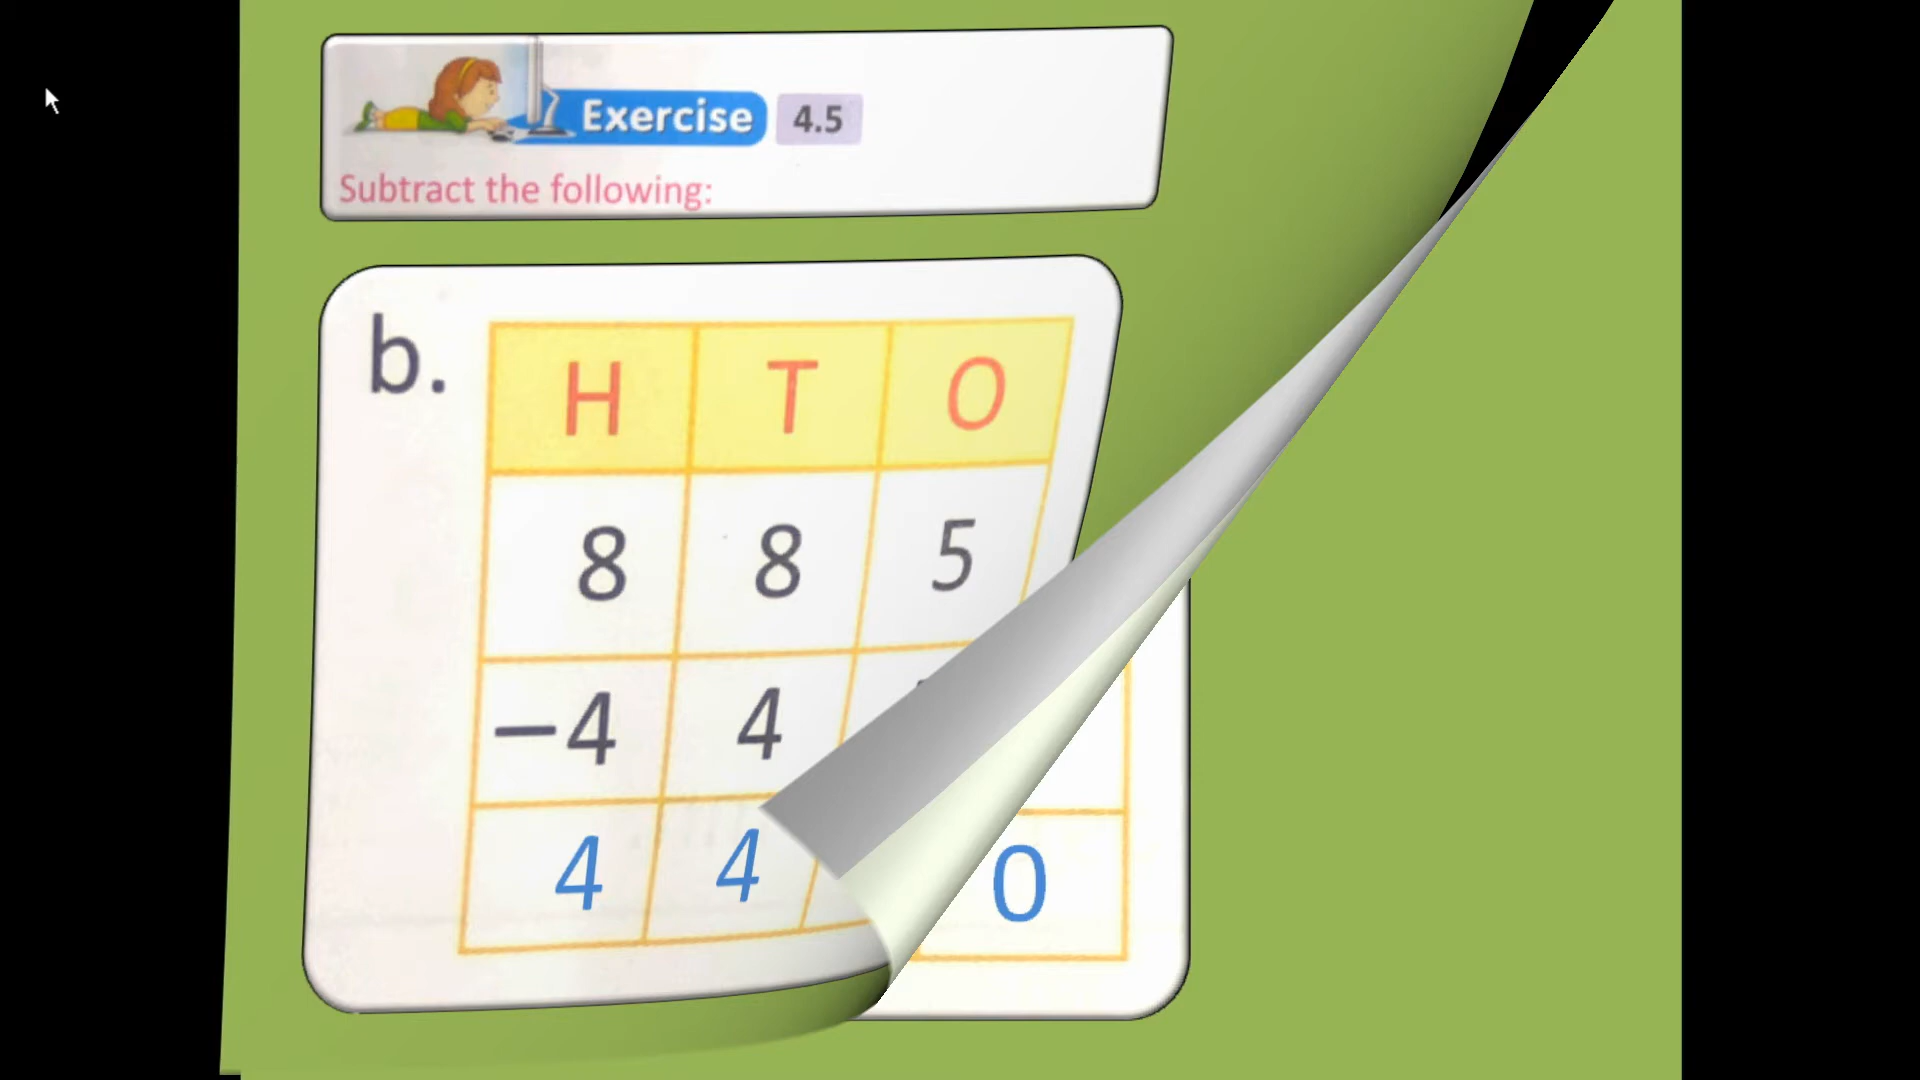 Exercise 4.5
Subtract the following:
b. H T O
8 8 5
−4 4
4 4 0